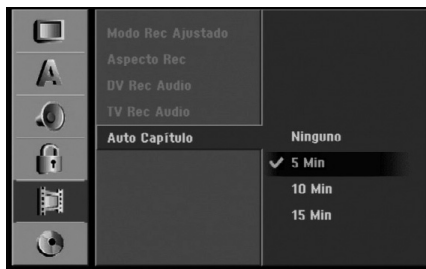 Modo Rec Ajustado
Aspecto Rec
DV Rec Audio
TV Rec Audio
Auto Capitulo
Ninguno
5 Min
10 Min
15 Min